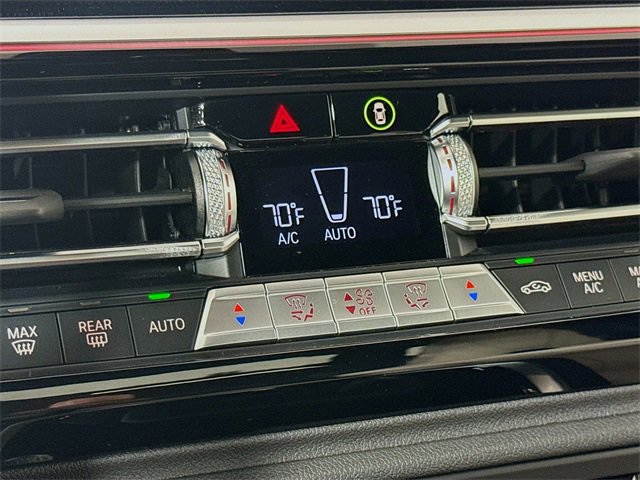 70°F 70°F
A/C AUTO
MAX REAR AUTO OFF MENU
A/C